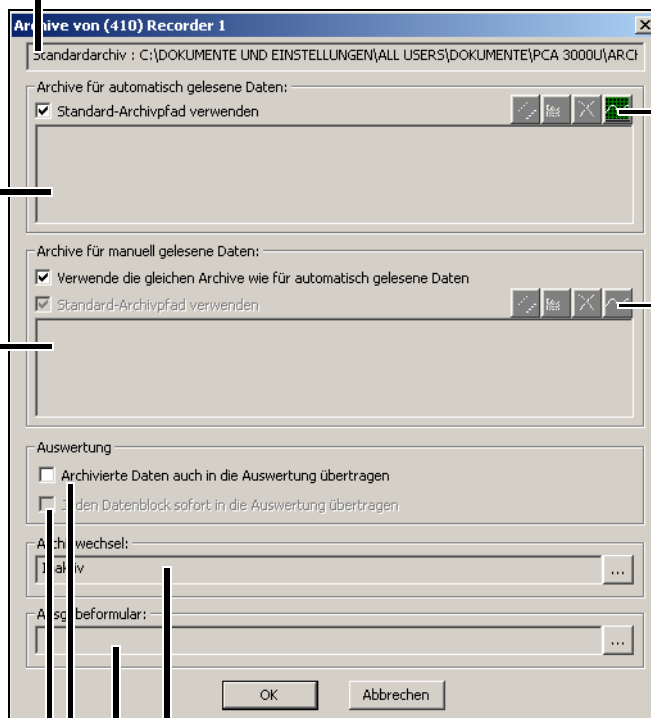 Archive von (410) Recorder 1
Standardarchiv : C:\DOKUMENTE UND EINSTELLUNGEN\ALL USERS\DOKUMENTE\PCA 3000U\ARCH
Archive für automatisch gelesene Daten:
Standard-Archivpfad verwenden
Archive für manuell gelesene Daten:
Verwende die gleichen Archive wie für automatisch gelesene Daten
Standard-Archivpfad verwenden
Auswertung
Archivierte Daten auch in die Auswertung übertragen
Jeden Datenblock sofort in die Auswertung übertragen
Archivwechsel:
Inaktiv
...
Ausgabeformular:
...
OK
Abbrechen